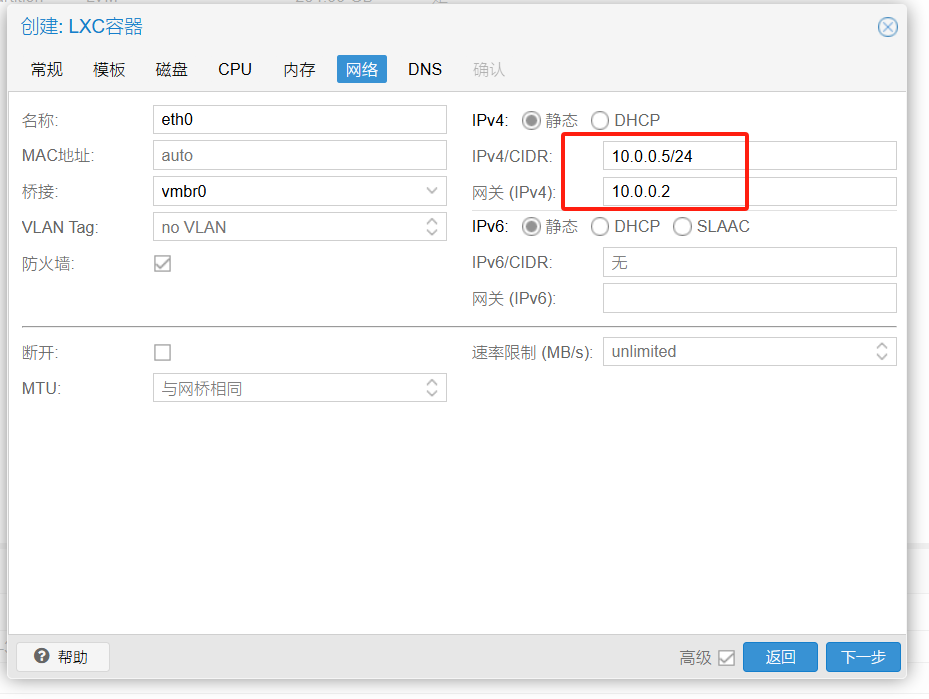 创建: LXC容器
常规 模板 磁盘 CPU 内存 网络 DNS 确认
名称: eth0
MAC地址: auto
桥接: vmbr0
VLAN Tag: no VLAN
防火墙:
IPv4: 静态 DHCP
IPv4/CIDR: 10.0.0.5/24
网关 (IPv4): 10.0.0.2
IPv6: 静态 DHCP SLAAC
IPv6/CIDR: 无
网关 (IPv6):
断开:
MTU: 与网桥相同
速率限制 (MB/s): unlimited
帮助 高级 返回 下一步